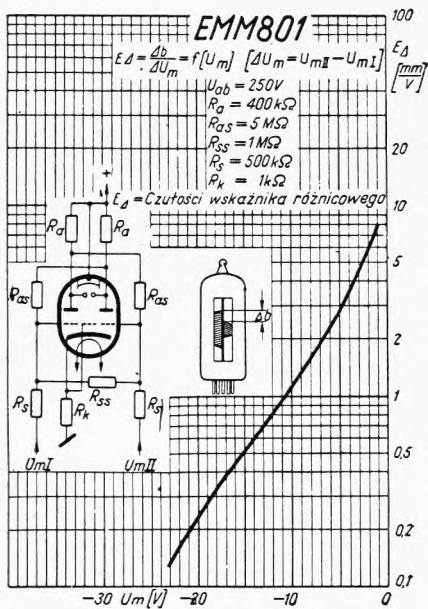 EMM801
EΔ = Δb/ΔUm = f[Um] [ΔUm = UmII − UmI]
Uab = 250V
Ra = 400kΩ
Ras = 5 MΩ
Rss = 1MΩ
Rs = 500kΩ
Rk = 1kΩ
EΔ = Czułości wskaźnika różnicowego
100
EΔ
[mm/V]
50
20
10
5
2
1
0,5
0,2
0,1
+
Ra
Ra
Ras
Ras
Δb
Rs
Rk
Rss
Rs
UmI
UmII
−30 Um[V] −20 −10 0